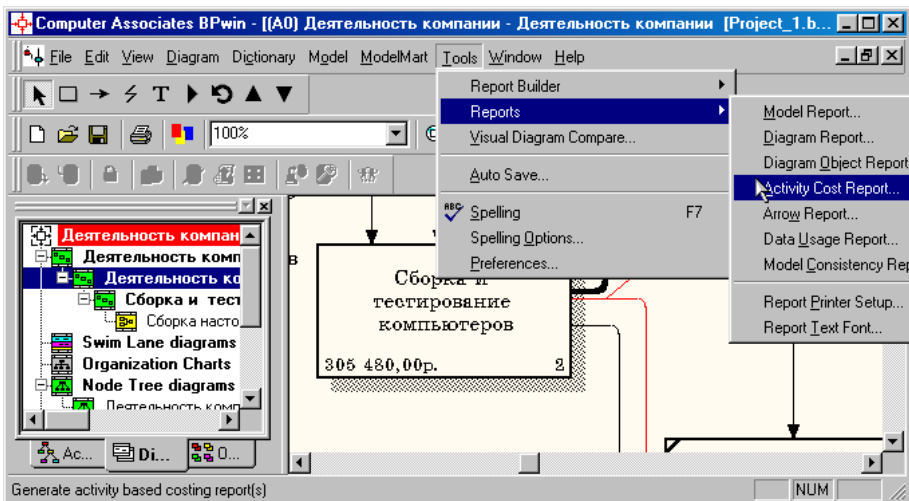 Computer Associates BPwin - [(A0) Деятельность компании - Деятельность компании [Project_1.b...
File Edit View Diagram Dictionary Model ModelMart Tools Window Help
Report Builder
Reports
Visual Diagram Compare...
Auto Save...
Spelling F7
Spelling Options...
Preferences...
Model Report...
Diagram Report...
Diagram Object Report
Activity Cost Report...
Arrow Report...
Data Usage Report...
Model Consistency Rep
Report Printer Setup...
Report Text Font...
100%
Деятельность компан
Деятельность комп
Деятельность ко
Сборка и тест
Сборка насто
Swim Lane diagrams
Organization Charts
Node Tree diagrams
Деятельность комп
Ac... Di... O...
в
Сборка и
тестирование
компьютеров
305 480,00р. 2
Generate activity based costing report(s)
NUM